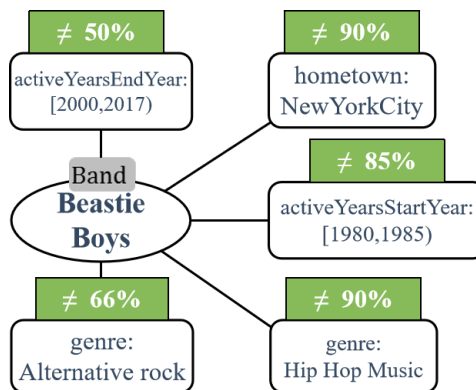 ≠ 50%
activeYearsEndYear:
[2000,2017)
≠ 90%
hometown:
NewYorkCity
Band
Beastie
Boys
≠ 85%
activeYearsStartYear:
[1980,1985)
≠ 66%
genre:
Alternative rock
≠ 90%
genre:
Hip Hop Music